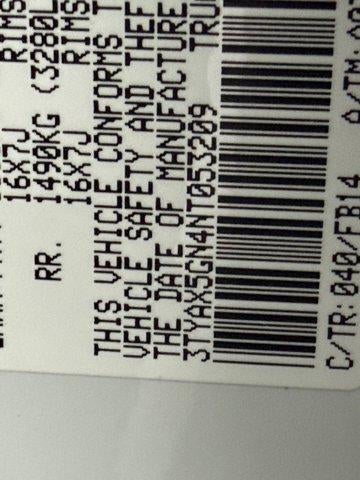 16X7J RIMS
RR. 1490KG (3280L
16X7J RIMS
THIS VEHICLE CONFORMS T
VEHICLE SAFETY AND THEF
THE DATE OF MANUFACTURE
3TYAX5GN4NT053209 TRU
C/TR: 040/FB14 A/TM